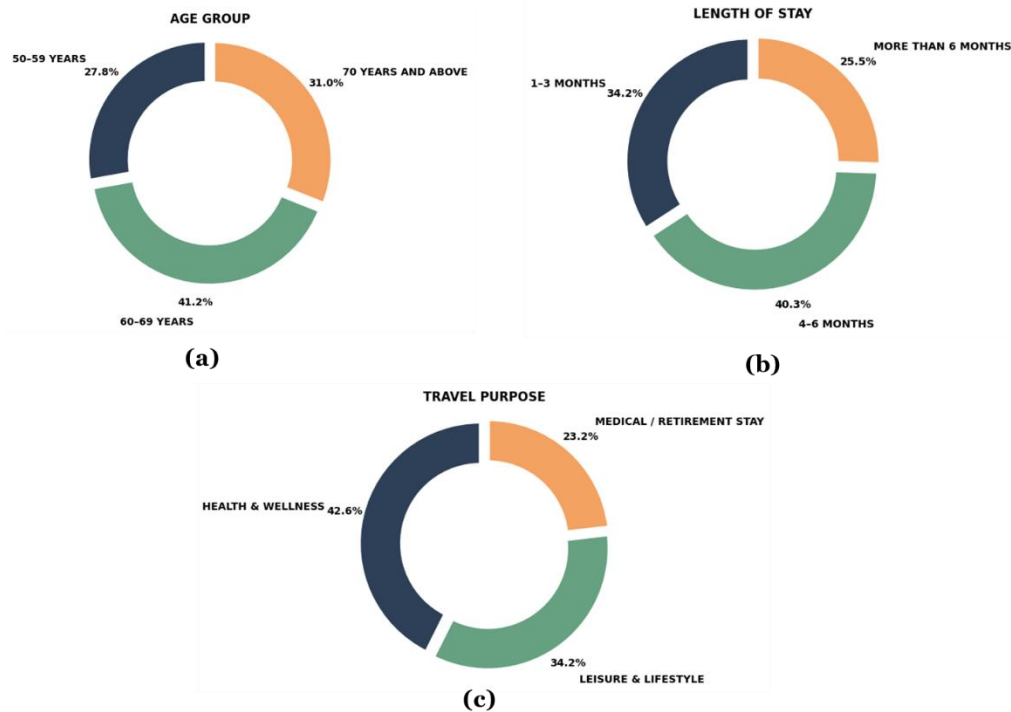 AGE GROUP
50–59 YEARS
27.8%
70 YEARS AND ABOVE
31.0%
41.2%
60–69 YEARS
(a)
LENGTH OF STAY
MORE THAN 6 MONTHS
25.5%
1–3 MONTHS
34.2%
40.3%
4–6 MONTHS
(b)
TRAVEL PURPOSE
MEDICAL / RETIREMENT STAY
23.2%
HEALTH & WELLNESS 42.6%
34.2%
LEISURE & LIFESTYLE
(c)